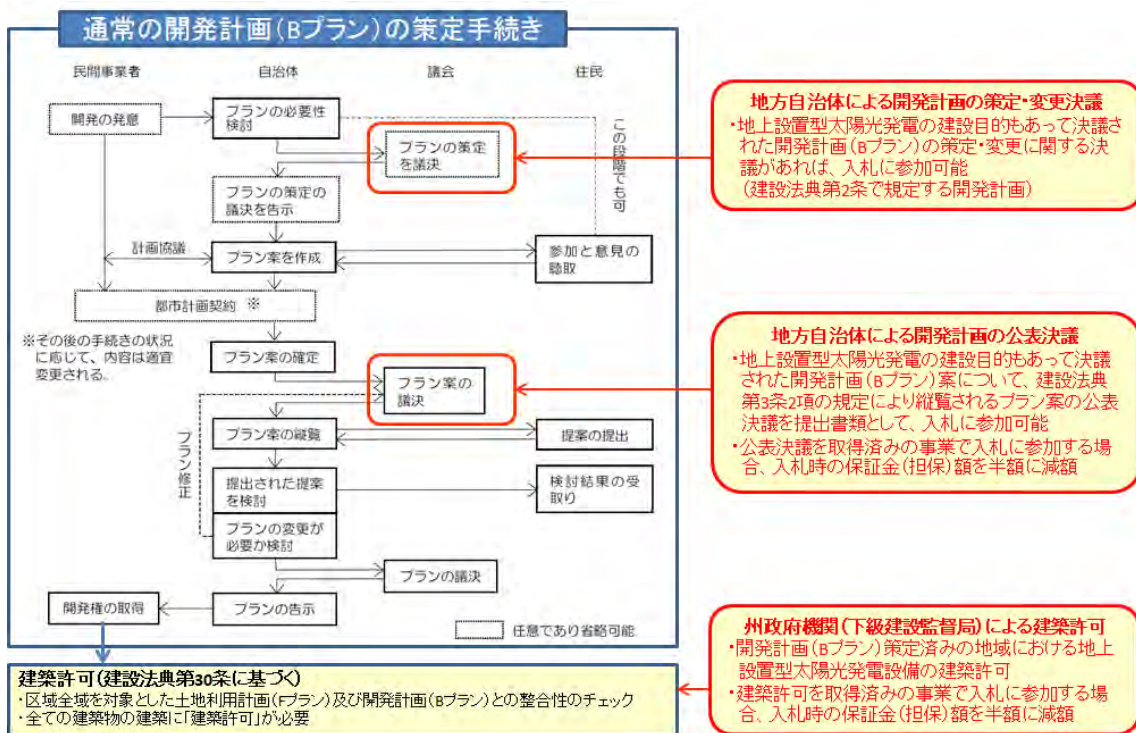 通常の開発計画(Bプラン)の策定手続き
民間事業者
自治体
議会
住民
開発の発意
プランの必要性
検討
この段階でも可
プランの策定
を議決
プランの策定の
議決を告示
計画協議
プラン案を作成
参加と意見の
聴取
都市計画契約 ※
※その後の手続きの状況
に応じて、内容は適宜
変更される。
プラン案の確定
プラン案の
議決
プラン修正
プラン案の縦覧
提案の提出
提出された提案
を検討
検討結果の受
取り
プランの変更が
必要か検討
プランの議決
開発権の取得
プランの告示
任意であり省略可能
建築許可(建設法典第30条に基づく)
・区域全域を対象とした土地利用計画(Fプラン)及び開発計画(Bプラン)との整合性のチェック
・全ての建築物の建築に「建築許可」が必要
地方自治体による開発計画の策定・変更決議
・地上設置型太陽光発電の建設目的もあって決議
された開発計画(Bプラン)の策定・変更に関する決
議があれば、入札に参加可能
(建設法典第2条で規定する開発計画)
地方自治体による開発計画の公表決議
・地上設置型太陽光発電の建設目的もあって決議
された開発計画(Bプラン)案について、建設法典
第3条2項の規定により縦覧されるプラン案の公表
決議を提出書類として、入札に参加可能
・公表決議を取得済みの事業で入札に参加する場
合、入札時の保証金(担保)額を半額に減額
州政府機関(下級建設監督局)による建築許可
・開発計画(Bプラン)策定済みの地域における地上
設置型太陽光発電設備の建築許可
・建築許可を取得済みの事業で入札に参加する場
合、入札時の保証金(担保)額を半額に減額